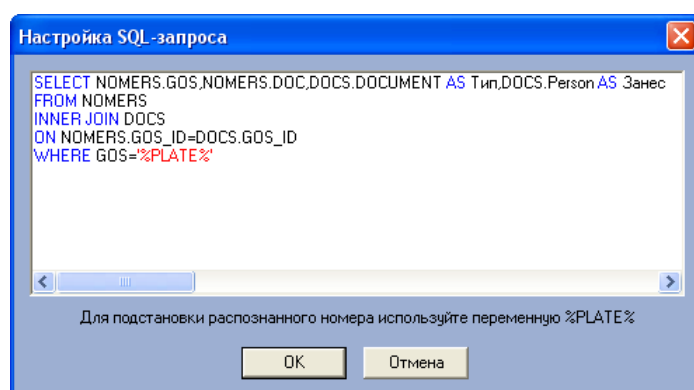 Настройка SQL-запроса
SELECT NOMERS.GOS,NOMERS.DOC,DOCS.DOCUMENT AS Тип,DOCS.Person AS Занес
FROM NOMERS
INNER JOIN DOCS
ON NOMERS.GOS_ID=DOCS.GOS_ID
WHERE GOS='%PLATE%'
Для подстановки распознанного номера используйте переменную %PLATE%
OK
Отмена